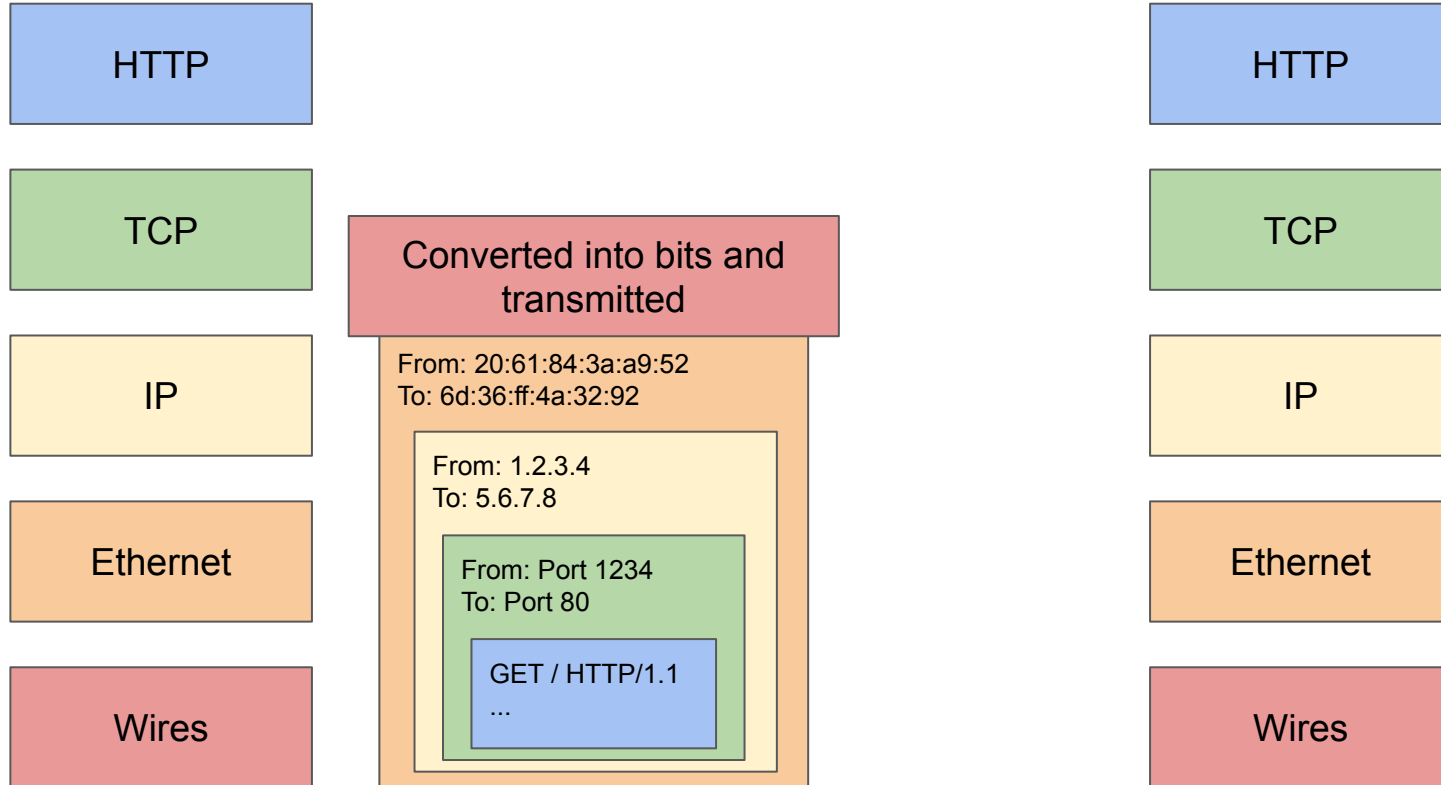 HTTP
TCP
IP
Ethernet
Wires
Converted into bits and
transmitted
From: 20:61:84:3a:a9:52
To: 6d:36:ff:4a:32:92
From: 1.2.3.4
To: 5.6.7.8
From: Port 1234
To: Port 80
GET / HTTP/1.1
...
HTTP
TCP
IP
Ethernet
Wires